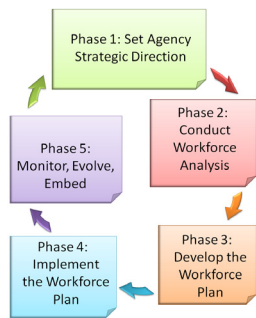 Phase 1: Set Agency
Strategic Direction
Phase 2:
Conduct
Workforce
Analysis
Phase 3:
Develop the
Workforce
Plan
Phase 4:
Implement
the Workforce
Plan
Phase 5:
Monitor, Evolve,
Embed